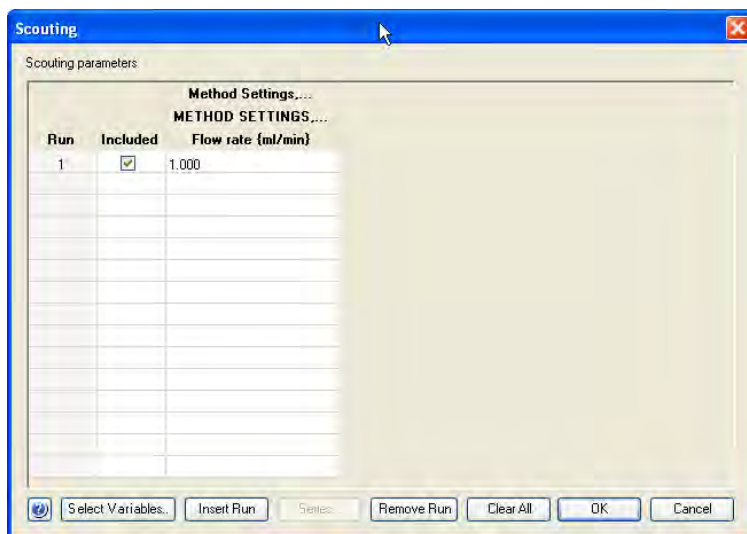 Scouting
Scouting parameters
Method Settings,...
METHOD SETTINGS,...
Run Included Flow rate {ml/min}
1 1.000
Select Variables.. Insert Run Series... Remove Run Clear All OK Cancel